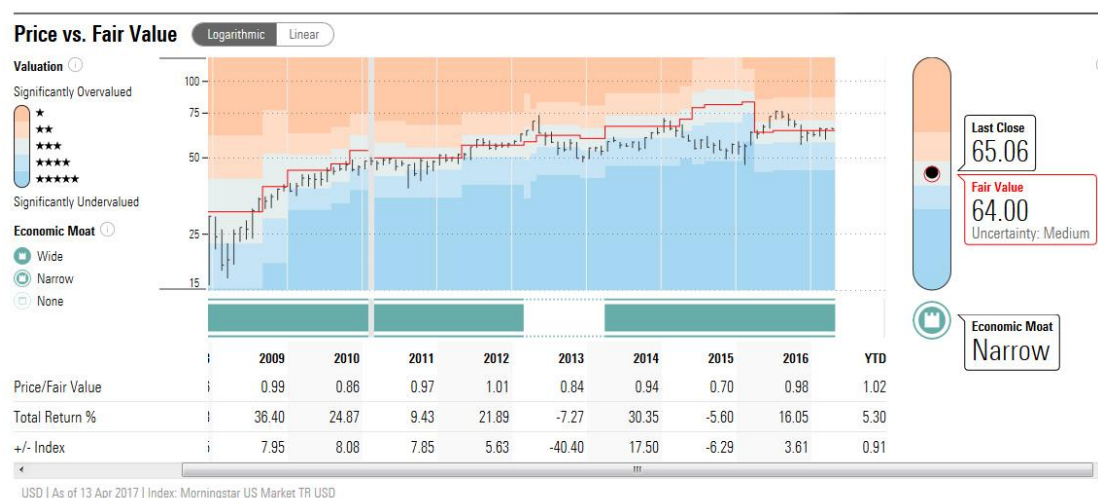 Price vs. Fair Value
Logarithmic Linear
Valuation
Significantly Overvalued
★
★★
★★★
★★★★
★★★★★
Significantly Undervalued
Economic Moat
Wide
Narrow
None
100
75
50
25
15
Last Close
65.06
Fair Value
64.00
Uncertainty: Medium
Economic Moat
Narrow
2009 2010 2011 2012 2013 2014 2015 2016 YTD
Price/Fair Value 0.99 0.86 0.97 1.01 0.84 0.94 0.70 0.98 1.02
Total Return % 36.40 24.87 9.43 21.89 -7.27 30.35 -5.60 16.05 5.30
+/- Index 7.95 8.08 7.85 5.63 -40.40 17.50 -6.29 3.61 0.91
USD | As of 13 Apr 2017 | Index: Morningstar US Market TR USD